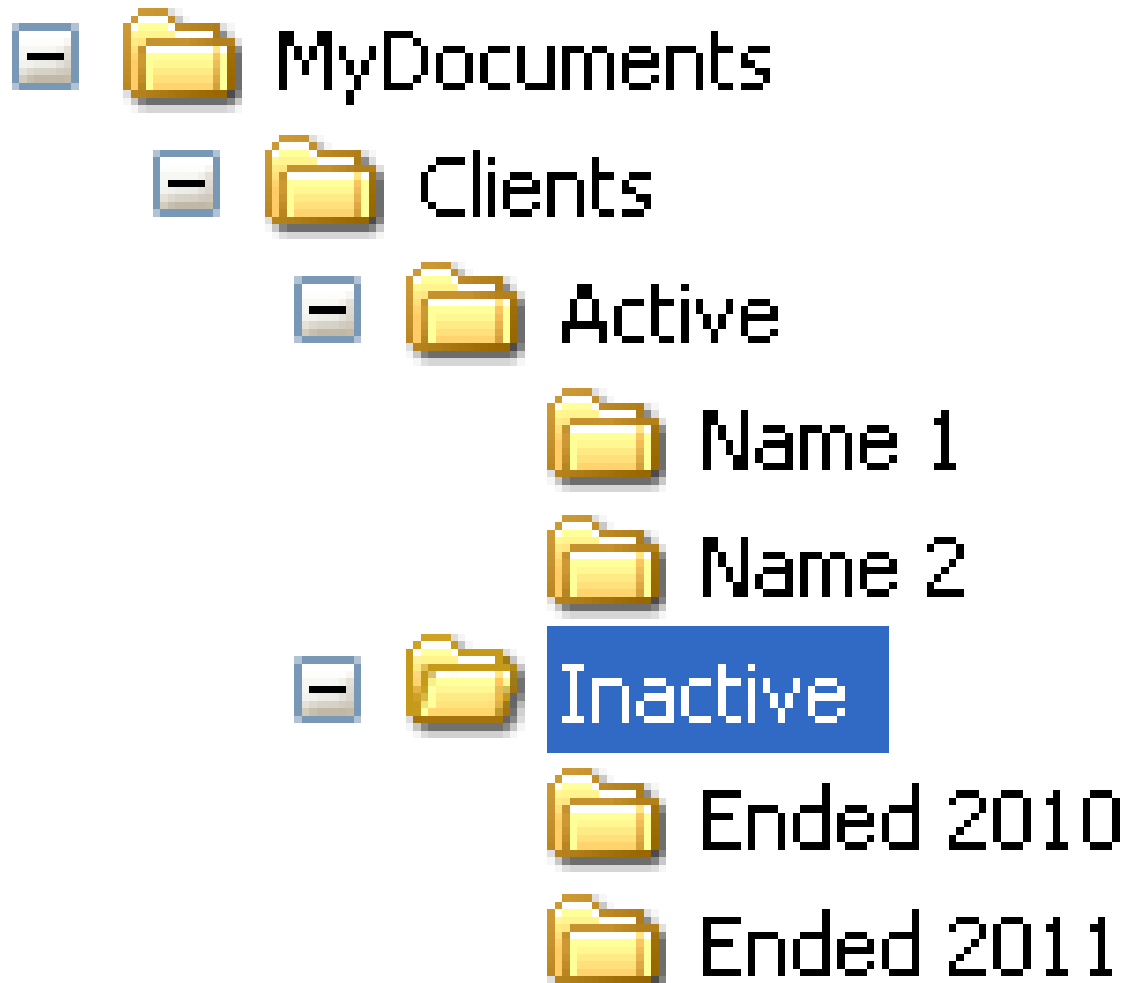 MyDocuments
Clients
Active
Name 1
Name 2
Inactive
Ended 2010
Ended 2011